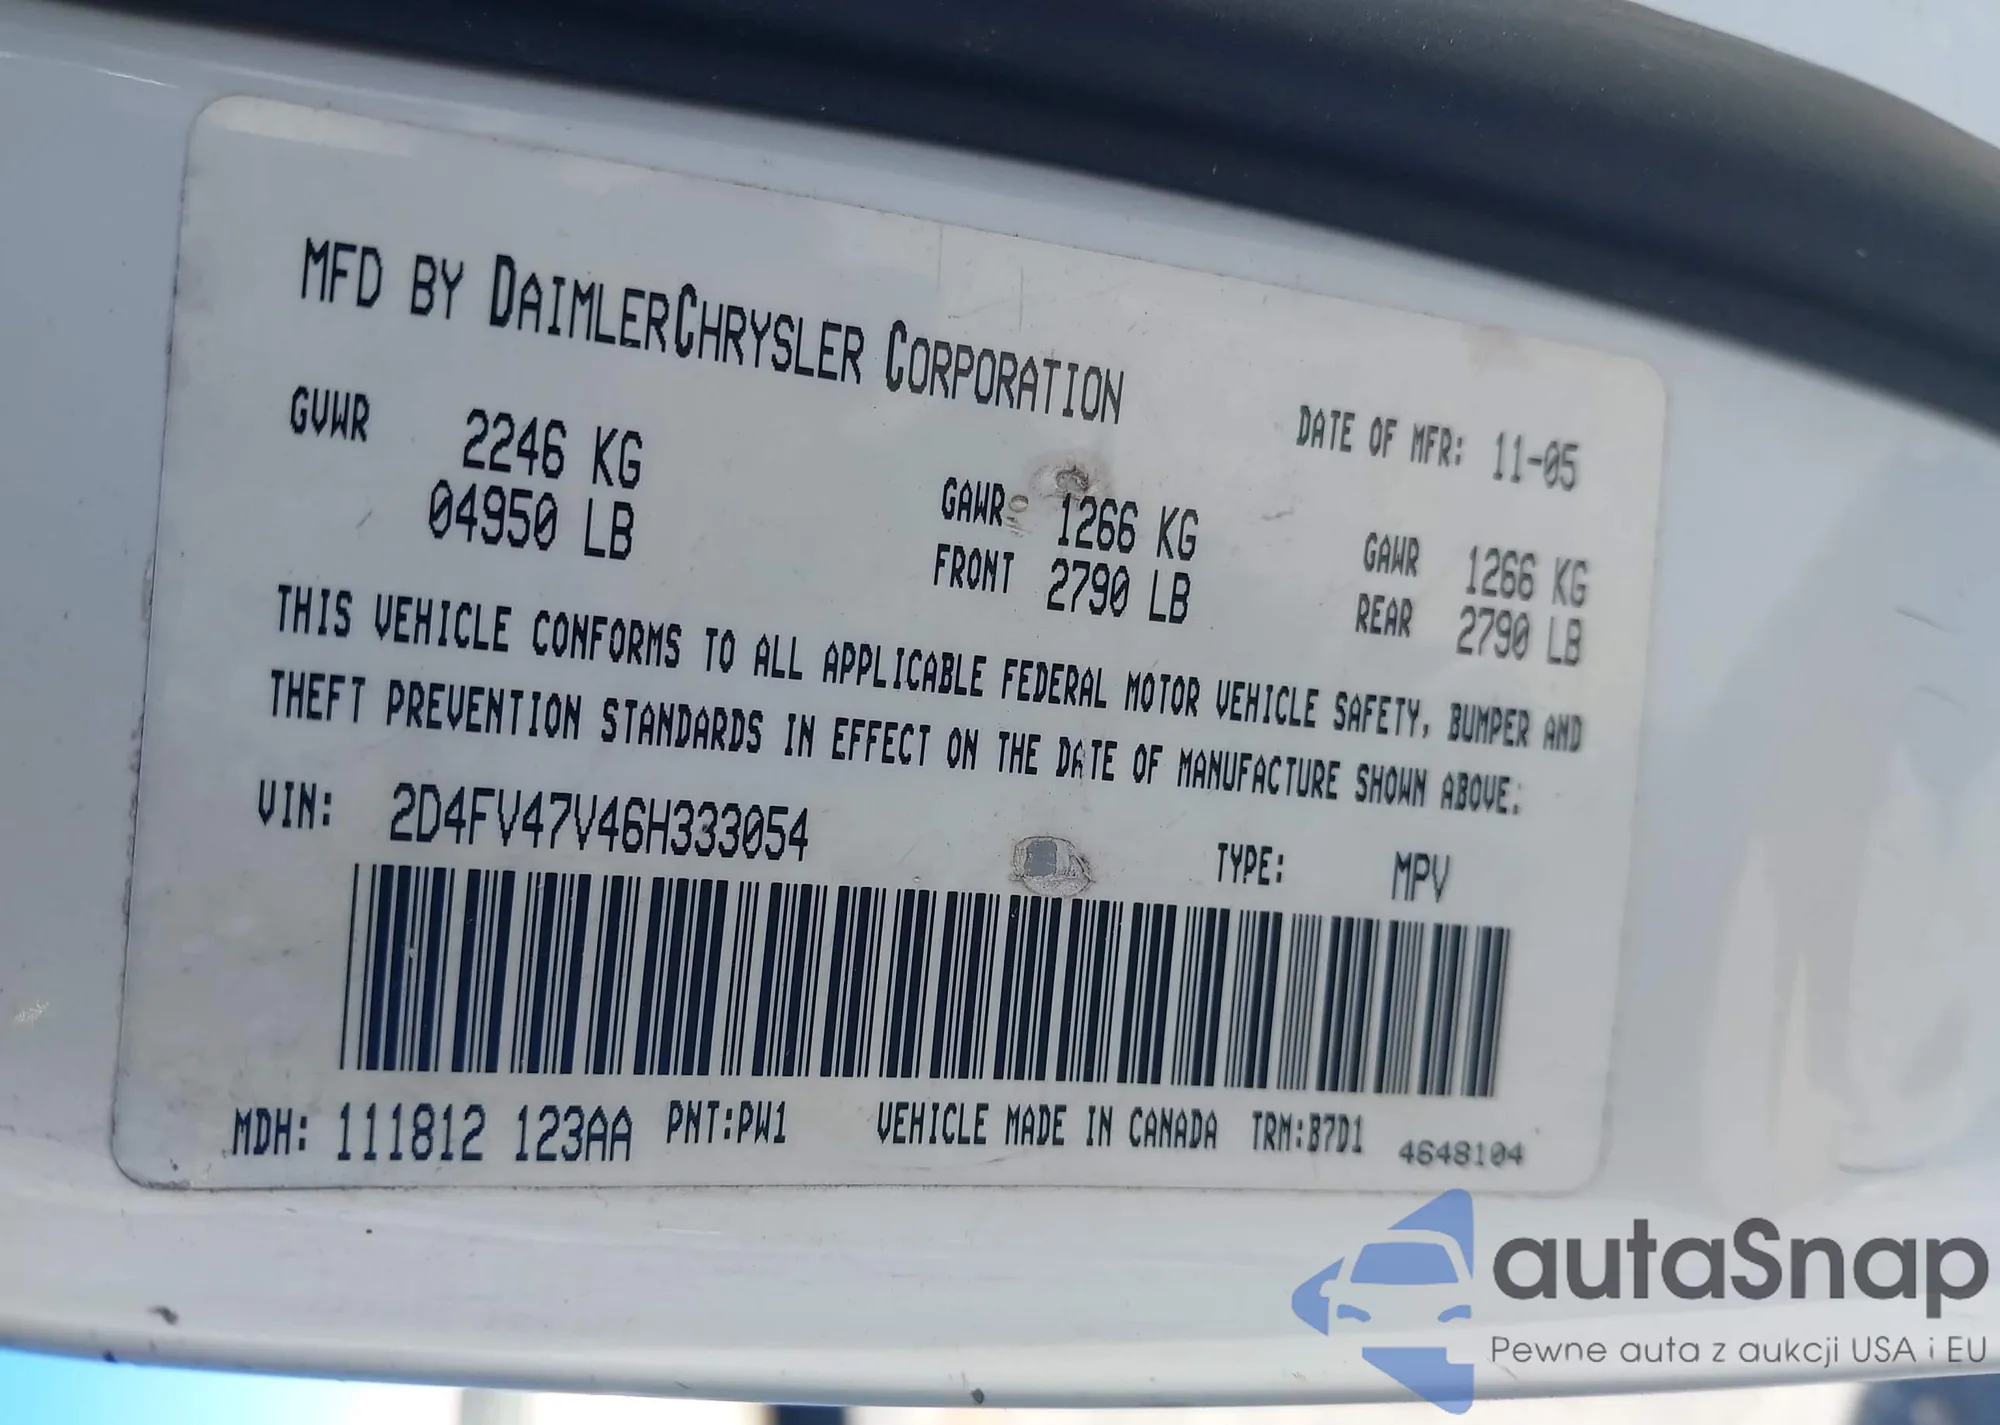 MFD BY DAIMLERCHRYSLER CORPORATION
DATE OF MFR: 11-05
GVWR 2246 KG
04950 LB
GAWR 1266 KG
FRONT 2790 LB
GAWR 1266 KG
REAR 2790 LB
THIS VEHICLE CONFORMS TO ALL APPLICABLE FEDERAL MOTOR VEHICLE SAFETY, BUMPER AND
THEFT PREVENTION STANDARDS IN EFFECT ON THE DATE OF MANUFACTURE SHOWN ABOVE.
VIN: 2D4FV47V46H333054
TYPE: MPV
MDH: 111812 123AA PNT:PW1 VEHICLE MADE IN CANADA TRM:B7D1 4648104
autaSnap
Pewne auta z aukcji USA i EU